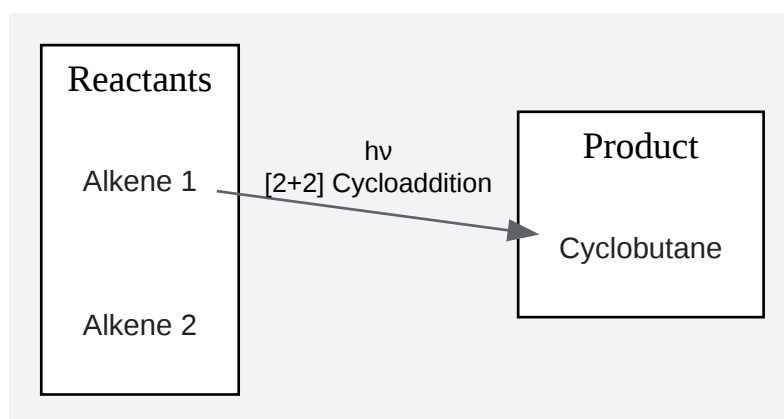 Reactants
Alkene 1
Alkene 2
hν
[2+2] Cycloaddition
Product
Cyclobutane